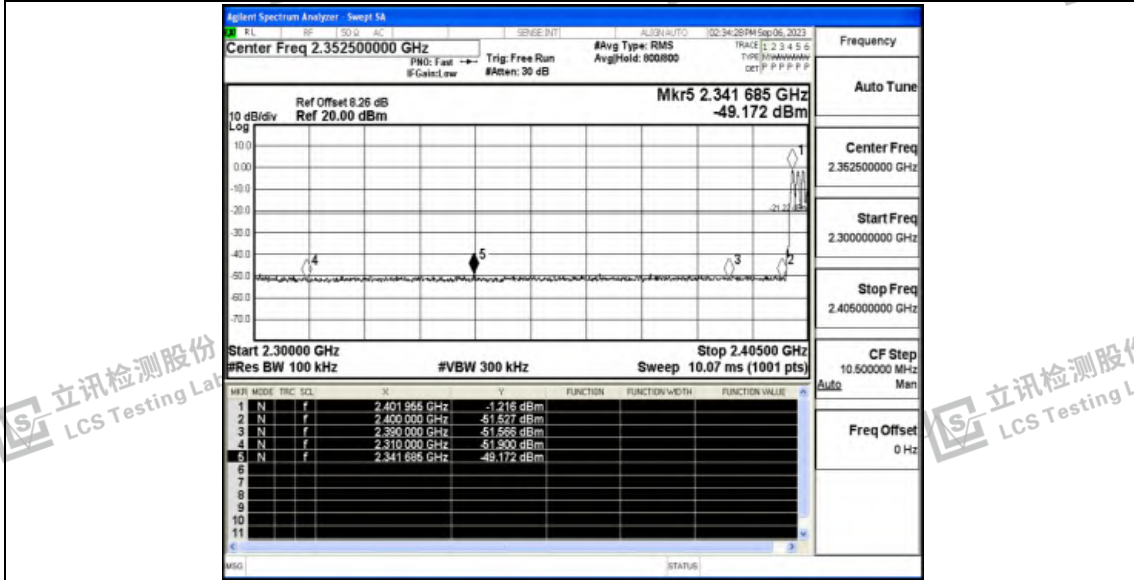 Agilent Spectrum Analyzer - Swept SA
RL RF 50 Ω AC SENSE:INT ALIGN AUTO 02:34:28 PM Sep 06, 2023
Center Freq 2.352500000 GHz
PNO: Fast
IFGain:Low
Trig: Free Run
#Atten: 30 dB
#Avg Type: RMS
Avg|Hold: 800/800
TRACE 1 2 3 4 5 6
TYPE
DET P P P P P P
Ref Offset 8.26 dB
Ref 20.00 dBm
Mkr5 2.341 685 GHz
-49.172 dBm
10 dB/div
Log
10.0
0.00
-10.0
-20.0
-30.0
-40.0
-50.0
-60.0
-70.0
1
2
3
4
5
Start 2.30000 GHz
Stop 2.40500 GHz
#Res BW 100 kHz
#VBW 300 kHz
Sweep 10.07 ms (1001 pts)
MKR MODE TRC SCL X Y FUNCTION FUNCTION WIDTH FUNCTION VALUE
1 N f 2.401 955 GHz -1.216 dBm
2 N f 2.400 000 GHz -51.527 dBm
3 N f 2.390 000 GHz -51.566 dBm
4 N f 2.310 000 GHz -51.900 dBm
5 N f 2.341 685 GHz -49.172 dBm
6
7
8
9
10
11
MSG STATUS
Frequency
Auto Tune
Center Freq
2.352500000 GHz
Start Freq
2.300000000 GHz
Stop Freq
2.405000000 GHz
CF Step
10.500000 MHz
Auto Man
Freq Offset
0 Hz
立讯检测股份
LCS Testing Lab
立讯检测股份
LCS Testing L